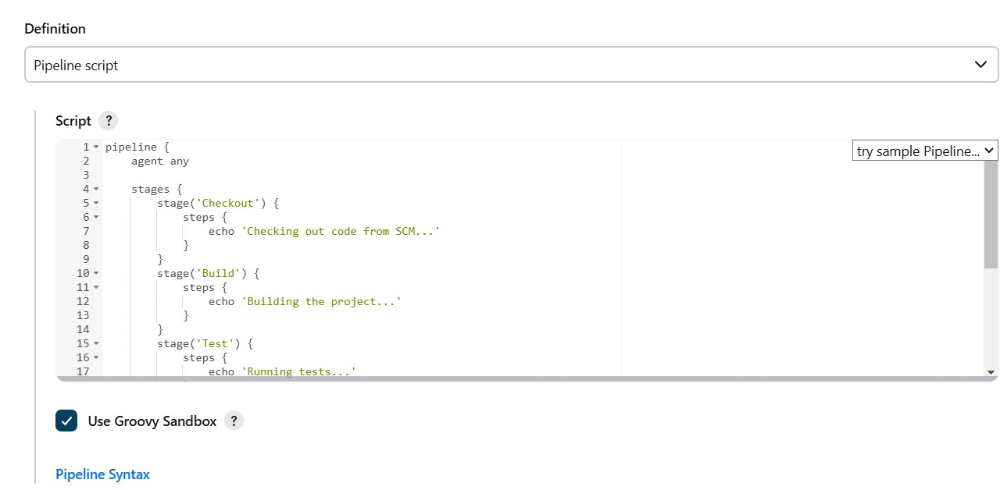 Definition
Pipeline script
Script ?
try sample Pipeline...
1 pipeline {
2     agent any
3
4     stages {
5         stage('Checkout') {
6             steps {
7                 echo 'Checking out code from SCM...'
8             }
9         }
10         stage('Build') {
11             steps {
12                 echo 'Building the project...'
13             }
14         }
15         stage('Test') {
16             steps {
17                 echo 'Running tests...'
Use Groovy Sandbox ?
Pipeline Syntax